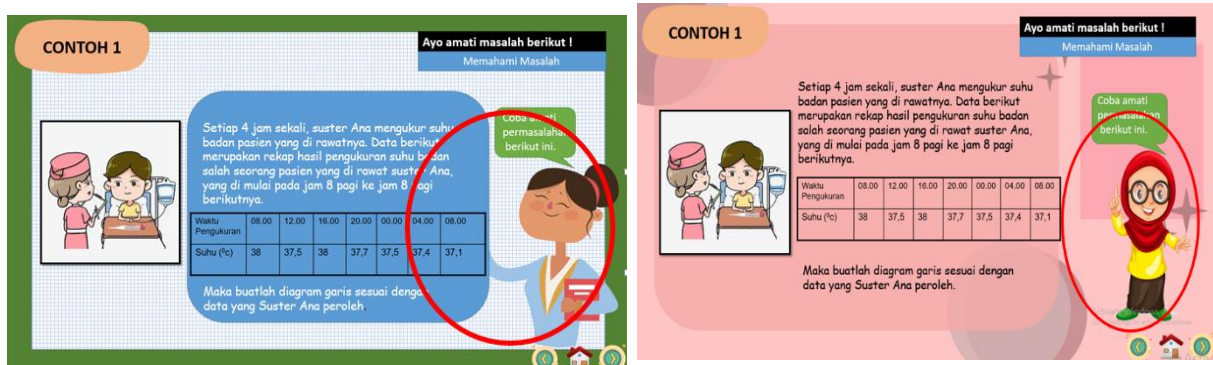 CONTOH 1
Ayo amati masalah berikut !
Memahami Masalah
Setiap 4 jam sekali, suster Ana mengukur suhu
badan pasien yang di rawatnya. Data berikut
merupakan rekap hasil pengukuran suhu badan
salah seorang pasien yang di rawat suster Ana,
yang di mulai pada jam 8 pagi ke jam 8 pagi
berikutnya.
Coba amati
permasalahan
berikut ini.
Waktu Pengukuran 08.00 12.00 16.00 20.00 00.00 04.00 08.00
Suhu (⁰c) 38 37,5 38 37,7 37,5 37,4 37,1
Maka buatlah diagram garis sesuai dengan
data yang Suster Ana peroleh.
CONTOH 1
Ayo amati masalah berikut !
Memahami Masalah
Setiap 4 jam sekali, suster Ana mengukur suhu
badan pasien yang di rawatnya. Data berikut
merupakan rekap hasil pengukuran suhu badan
salah seorang pasien yang di rawat suster Ana,
yang di mulai pada jam 8 pagi ke jam 8 pagi
berikutnya.
Coba amati
permasalahan
berikut ini.
Waktu Pengukuran 08.00 12.00 16.00 20.00 00.00 04.00 08.00
Suhu (⁰c) 38 37,5 38 37,7 37,5 37,4 37,1
Maka buatlah diagram garis sesuai dengan
data yang Suster Ana peroleh.